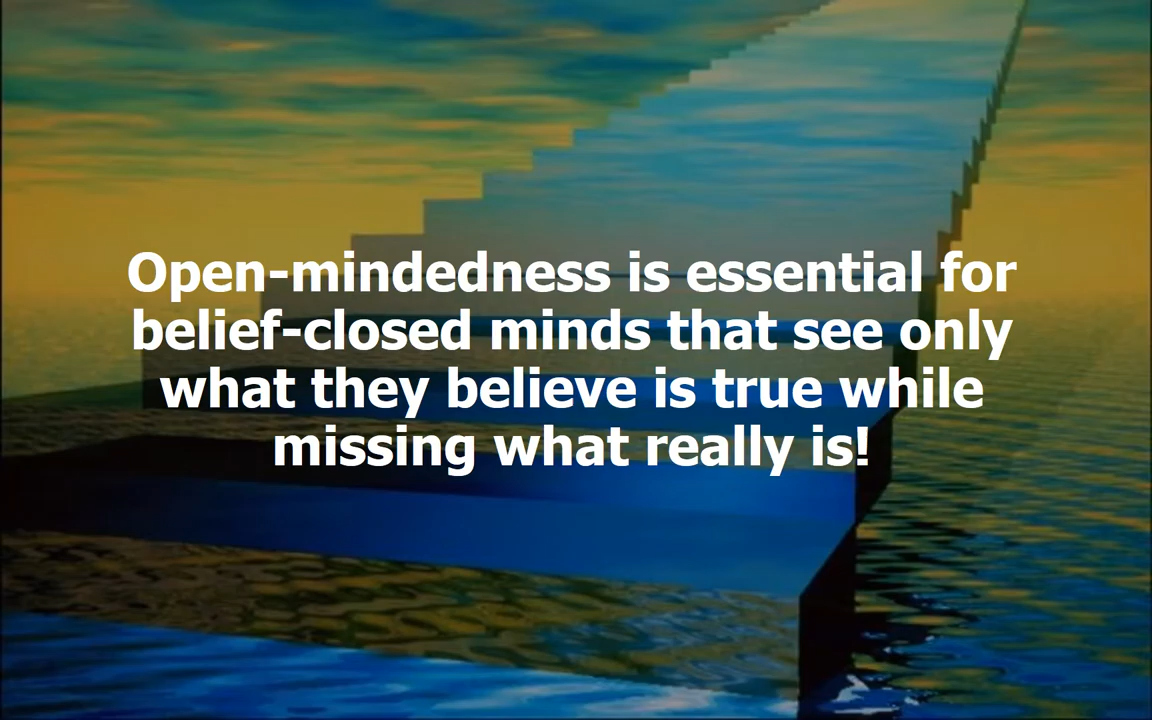 Open-mindedness is essential for
belief-closed minds that see only
what they believe is true while
missing what really is!